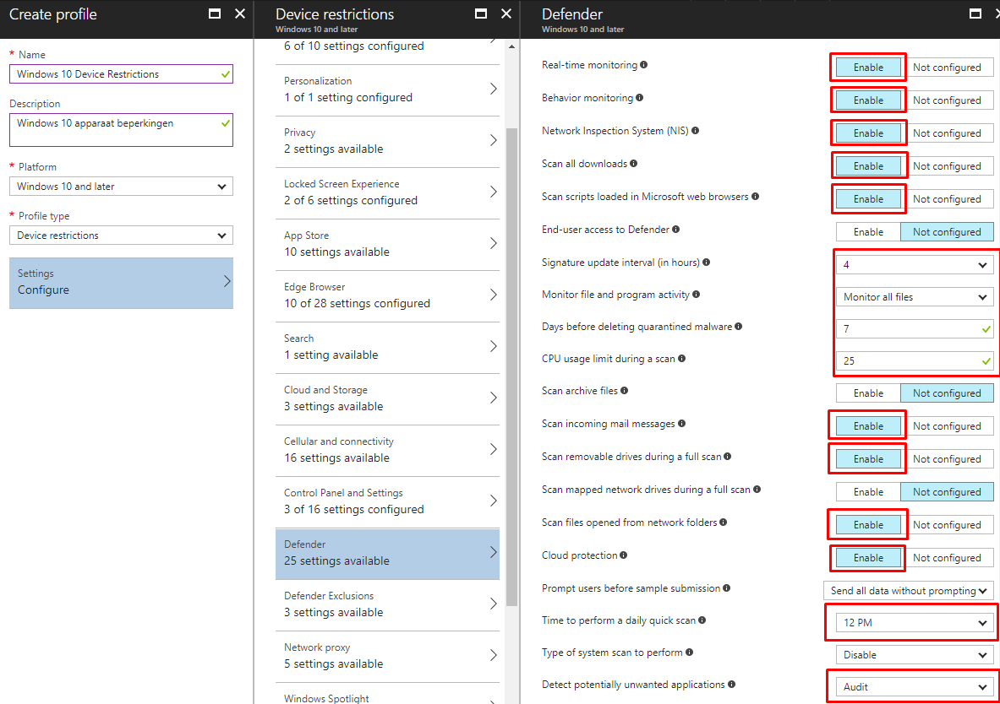 Create profile
* Name
Windows 10 Device Restrictions
Description
Windows 10 apparaat beperkingen
* Platform
Windows 10 and later
* Profile type
Device restrictions
Settings
Configure
Device restrictions
Windows 10 and later
6 of 10 settings configured
Personalization
1 of 1 setting configured
Privacy
2 settings available
Locked Screen Experience
2 of 6 settings configured
App Store
10 settings available
Edge Browser
10 of 28 settings configured
Search
1 setting available
Cloud and Storage
3 settings available
Cellular and connectivity
16 settings available
Control Panel and Settings
3 of 16 settings configured
Defender
25 settings available
Defender Exclusions
3 settings available
Network proxy
5 settings available
Windows Spotlight
Defender
Windows 10 and later
Real-time monitoring Enable Not configured
Behavior monitoring Enable Not configured
Network Inspection System (NIS) Enable Not configured
Scan all downloads Enable Not configured
Scan scripts loaded in Microsoft web browsers Enable Not configured
End-user access to Defender Enable Not configured
Signature update interval (in hours) 4
Monitor file and program activity Monitor all files
Days before deleting quarantined malware 7
CPU usage limit during a scan 25
Scan archive files Enable Not configured
Scan incoming mail messages Enable Not configured
Scan removable drives during a full scan Enable Not configured
Scan mapped network drives during a full scan Enable Not configured
Scan files opened from network folders Enable Not configured
Cloud protection Enable Not configured
Prompt users before sample submission Send all data without prompting
Time to perform a daily quick scan 12 PM
Type of system scan to perform Disable
Detect potentially unwanted applications Audit